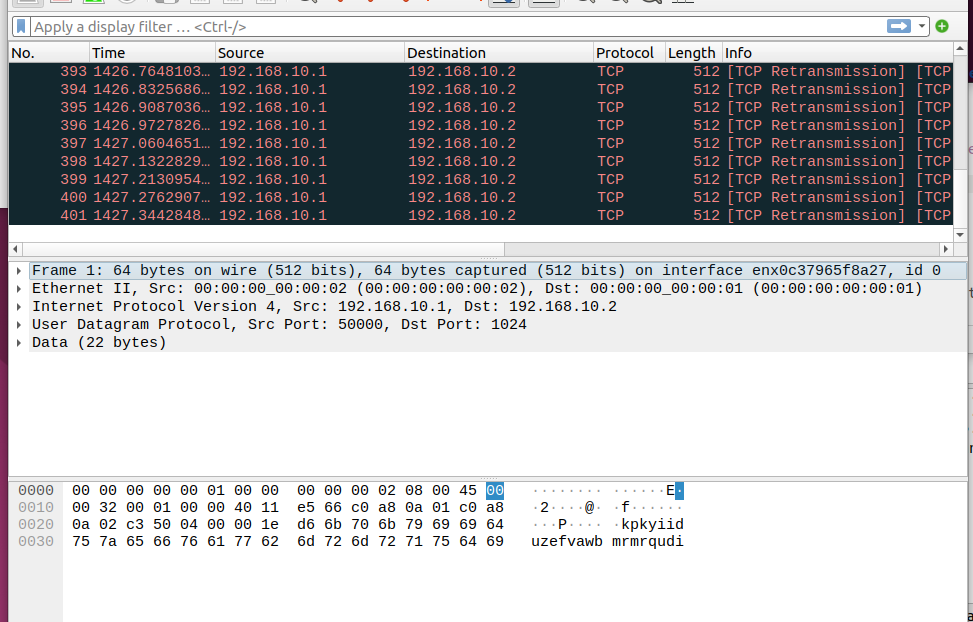 Apply a display filter … <Ctrl-/>
No. Time Source Destination Protocol Length Info
393 1426.7648103… 192.168.10.1 192.168.10.2 TCP 512 [TCP Retransmission] [TCP
394 1426.8325686… 192.168.10.1 192.168.10.2 TCP 512 [TCP Retransmission] [TCP
395 1426.9087036… 192.168.10.1 192.168.10.2 TCP 512 [TCP Retransmission] [TCP
396 1426.9727826… 192.168.10.1 192.168.10.2 TCP 512 [TCP Retransmission] [TCP
397 1427.0604651… 192.168.10.1 192.168.10.2 TCP 512 [TCP Retransmission] [TCP
398 1427.1322829… 192.168.10.1 192.168.10.2 TCP 512 [TCP Retransmission] [TCP
399 1427.2130954… 192.168.10.1 192.168.10.2 TCP 512 [TCP Retransmission] [TCP
400 1427.2762907… 192.168.10.1 192.168.10.2 TCP 512 [TCP Retransmission] [TCP
401 1427.3442848… 192.168.10.1 192.168.10.2 TCP 512 [TCP Retransmission] [TCP
Frame 1: 64 bytes on wire (512 bits), 64 bytes captured (512 bits) on interface enx0c37965f8a27, id 0
Ethernet II, Src: 00:00:00_00:00:02 (00:00:00:00:00:02), Dst: 00:00:00_00:00:01 (00:00:00:00:00:01)
Internet Protocol Version 4, Src: 192.168.10.1, Dst: 192.168.10.2
User Datagram Protocol, Src Port: 50000, Dst Port: 1024
Data (22 bytes)
0000 00 00 00 00 00 01 00 00 00 00 00 02 08 00 45 00 ········ ······E·
0010 00 32 00 01 00 00 40 11 e5 66 c0 a8 0a 01 c0 a8 ·2····@· ·f······
0020 0a 02 c3 50 04 00 00 1e d6 6b 70 6b 79 69 69 64 ···P···· ·kpkyiid
0030 75 7a 65 66 76 61 77 62 6d 72 6d 72 71 75 64 69 uzefvawb mrmrqudi